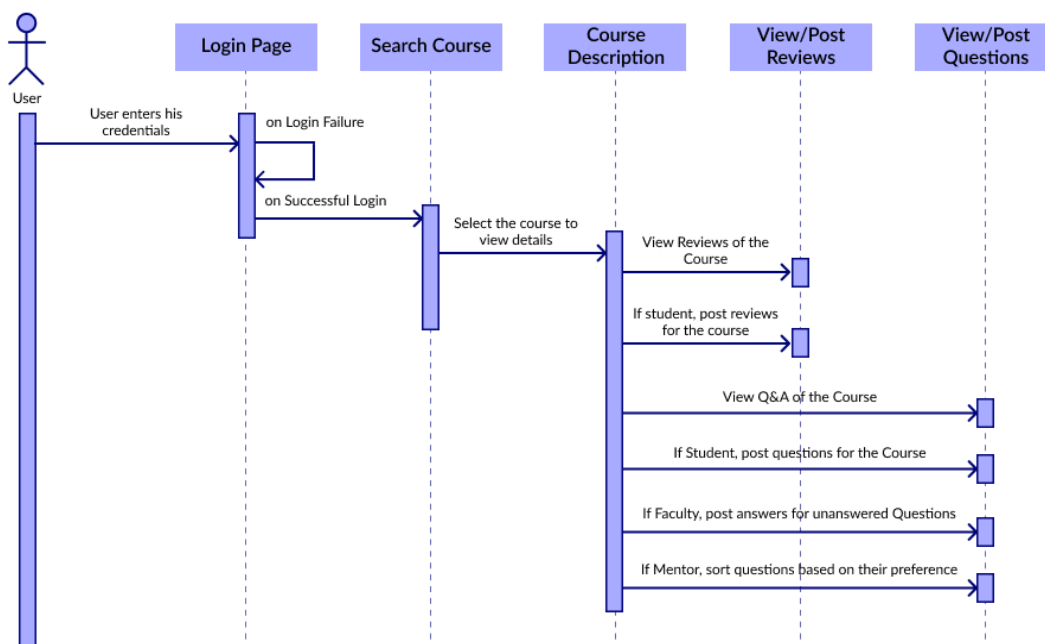 Login Page
Search Course
Course
Description
View/Post
Reviews
View/Post
Questions
User
User enters his
credentials
on Login Failure
on Successful Login
Select the course to
view details
View Reviews of the
Course
If student, post reviews
for the course
View Q&A of the Course
If Student, post questions for the Course
If Faculty, post answers for unanswered Questions
If Mentor, sort questions based on their preference